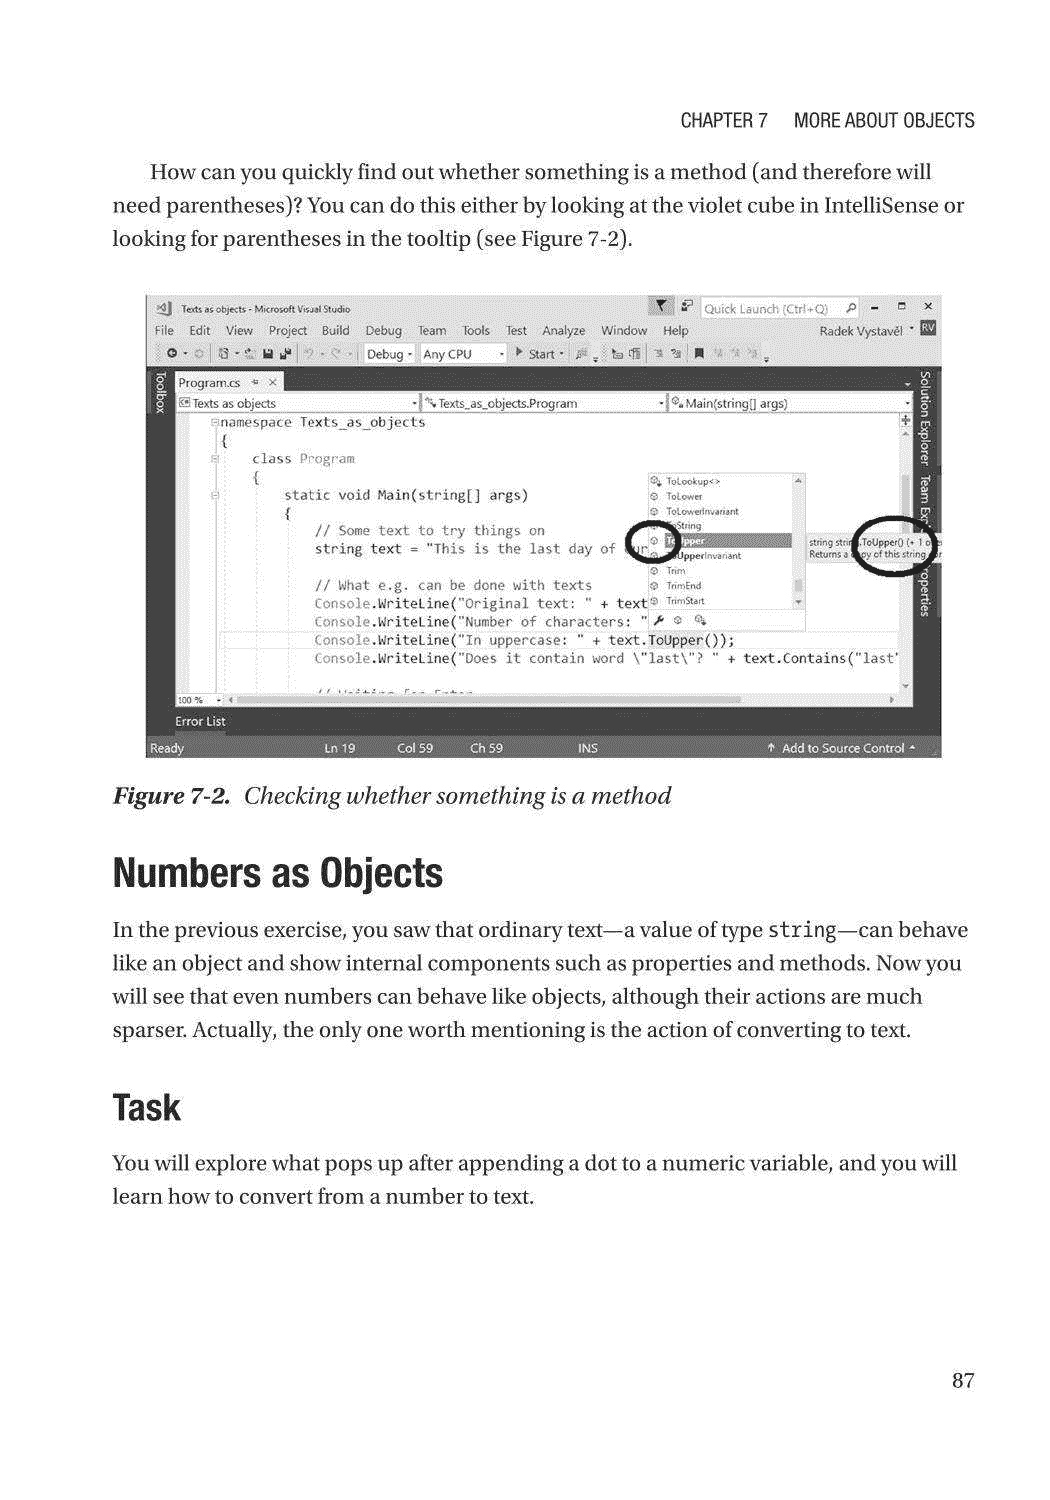 CHAPTER 7 MORE ABOUT OBJECTS
How can you quickly find out whether something is a method (and therefore will
need parentheses)? You can do this either by looking at the violet cube in IntelliSense or
looking for parentheses in the tooltip (see Figure 7-2).
Texts as objects - Microsoft Visual Studio
Quick Launch (Ctrl+Q)
File Edit View Project Build Debug Team Tools Test Analyze Window Help Radek Vystavěl RV
Debug Any CPU Start
Toolbox
Program.cs
Solution Explorer
Team
Texts as objects Texts_as_objects.Program Main(string[] args)
namespace Texts_as_objects
{
class Program
{
static void Main(string[] args)
{
// Some text to try things on
string text = "This is the last day of
// What e.g. can be done with texts
Console.WriteLine("Original text: " + text
Console.WriteLine("Number of characters: "
Console.WriteLine("In uppercase: " + text.ToUpper());
Console.WriteLine("Does it contain word \"last\"? " + text.Contains("last"
ToLookup<>
ToLower
ToLowerInvariant
ToString
ToUpper
ToUpperInvariant
Trim
TrimEnd
TrimStart
string .ToUpper() (+ 1
Returns a copy of this string
100 %
Error List
Ready Ln 19 Col 59 Ch 59 INS Add to Source Control
Figure 7-2. Checking whether something is a method
Numbers as Objects
In the previous exercise, you saw that ordinary text—a value of type string—can behave
like an object and show internal components such as properties and methods. Now you
will see that even numbers can behave like objects, although their actions are much
sparser. Actually, the only one worth mentioning is the action of converting to text.
Task
You will explore what pops up after appending a dot to a numeric variable, and you will
learn how to convert from a number to text.
87